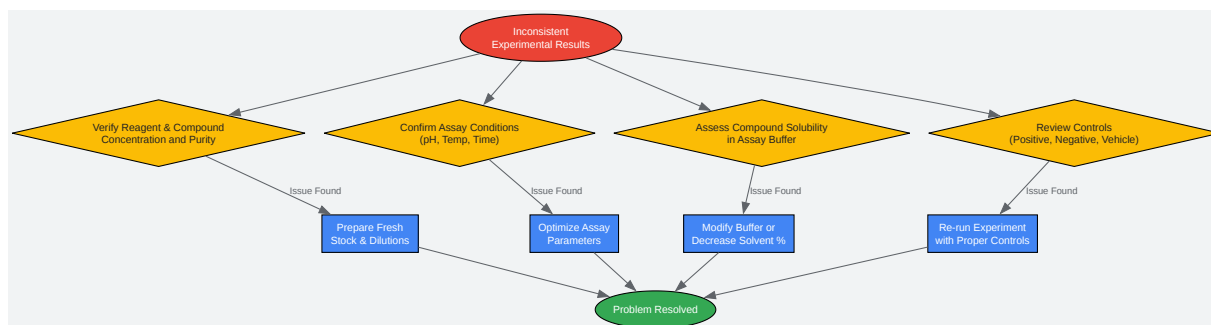 Inconsistent
Experimental Results
Verify Reagent & Compound
Concentration and Purity
Confirm Assay Conditions
(pH, Temp, Time)
Assess Compound Solubility
in Assay Buffer
Review Controls
(Positive, Negative, Vehicle)
Issue Found
Issue Found
Issue Found
Issue Found
Prepare Fresh
Stock & Dilutions
Optimize Assay
Parameters
Modify Buffer or
Decrease Solvent %
Re-run Experiment
with Proper Controls
Problem Resolved